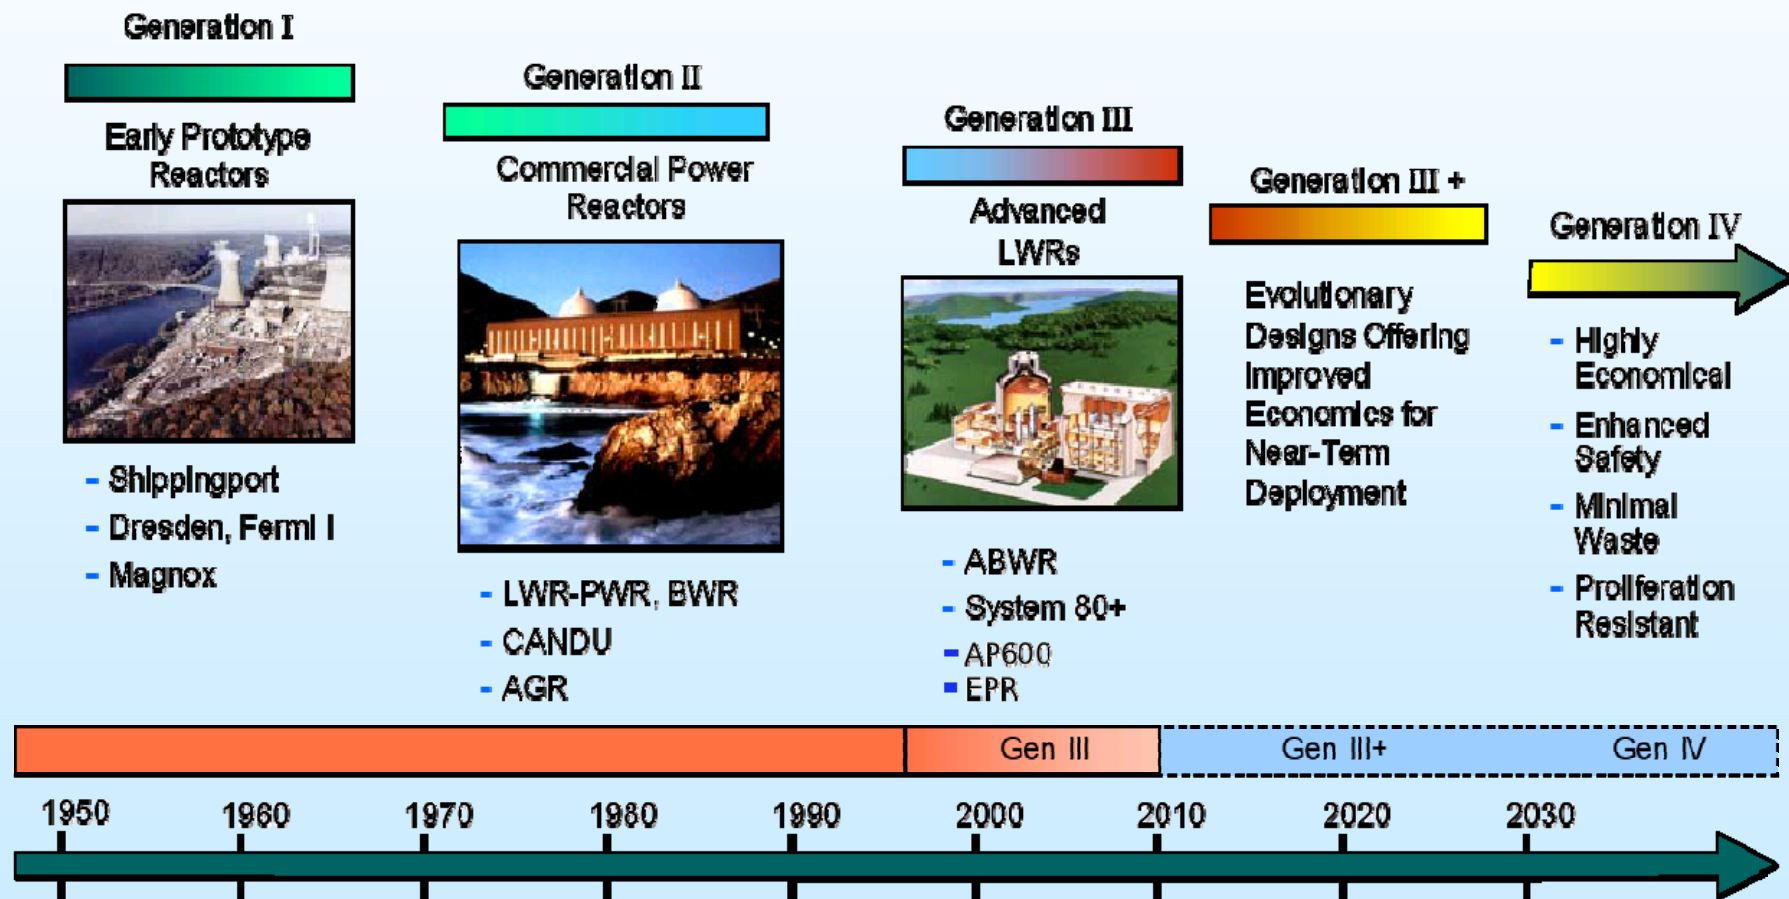 Generation I
Early Prototype
Reactors
- Shippingport
- Dresden, Fermi I
- Magnox
Generation II
Commercial Power
Reactors
- LWR-PWR, BWR
- CANDU
- AGR
Generation III
Advanced
LWRs
- ABWR
- System 80+
- AP600
- EPR
Generation III +
Evolutionary
Designs Offering
Improved
Economics for
Near-Term
Deployment
Generation IV
- Highly
Economical
- Enhanced
Safety
- Minimal
Waste
- Proliferation
Resistant
Gen III
Gen III+
Gen IV
1950
1960
1970
1980
1990
2000
2010
2020
2030